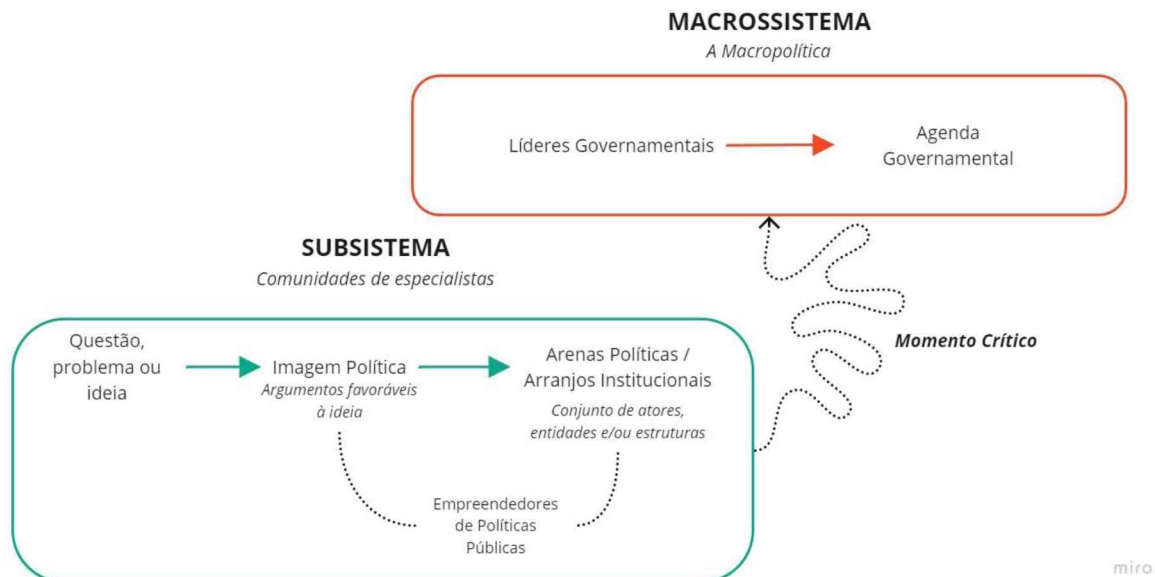 MACROSSISTEMA
A Macropolítica
Líderes Governamentais
Agenda
Governamental
SUBSISTEMA
Comunidades de especialistas
Questão,
problema ou
ideia
Imagem Política
Argumentos favoráveis
à ideia
Arenas Políticas /
Arranjos Institucionais
Conjunto de atores,
entidades e/ou estruturas
Empreendedores
de Políticas
Públicas
Momento Crítico
miro